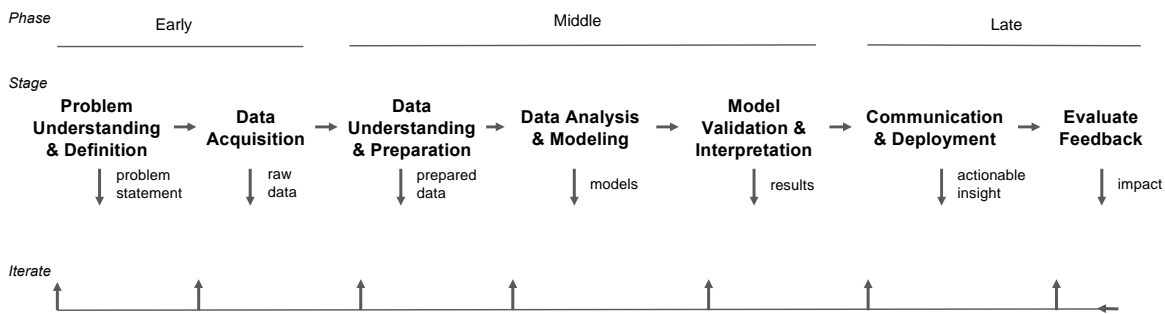 Phase
Early
Middle
Late
Stage
Problem
Understanding
& Definition
Data
Acquisition
Data
Understanding
& Preparation
Data Analysis
& Modeling
Model
Validation &
Interpretation
Communication
& Deployment
Evaluate
Feedback
problem
statement
raw
data
prepared
data
models
results
actionable
insight
impact
Iterate